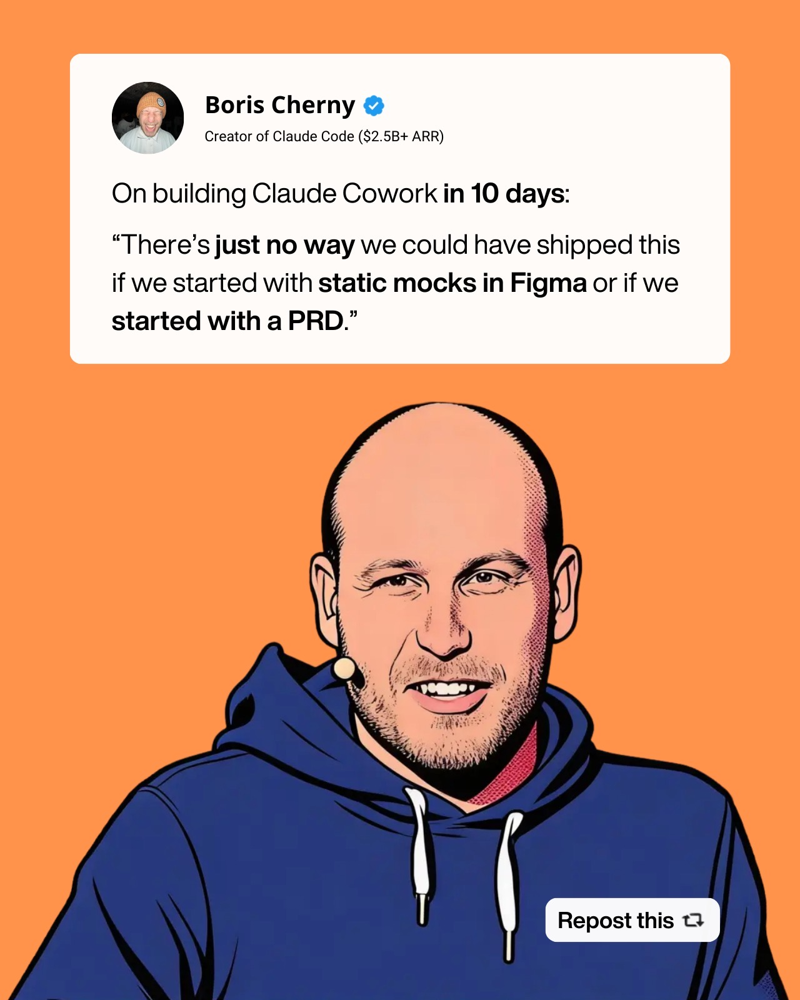 Boris Cherny
Creator of Claude Code ($2.5B+ ARR)
On building Claude Cowork in 10 days:
“There’s just no way we could have shipped this
if we started with static mocks in Figma or if we
started with a PRD.”
Repost this